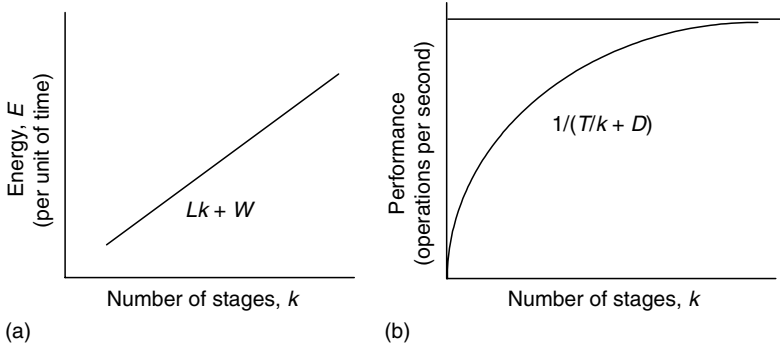 Energy, E
(per unit of time)
Lk + W
Number of stages, k
(a)
Performance
(operations per second)
1/(T/k + D)
Number of stages, k
(b)